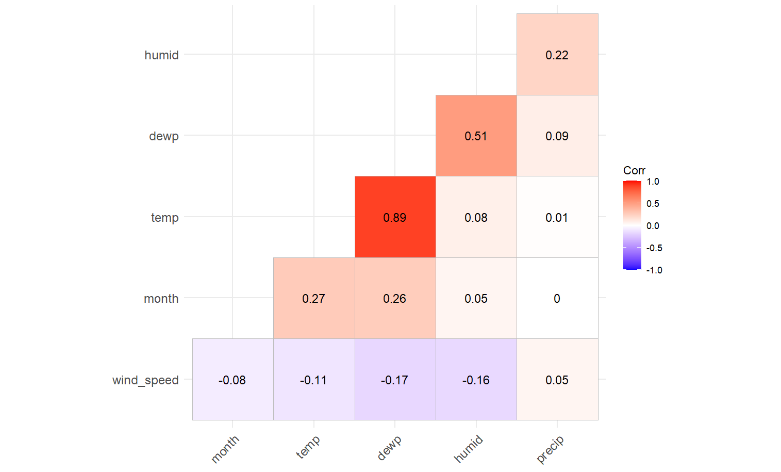 humid 0.22
dewp 0.51 0.09
Corr
1.0
temp 0.89 0.08 0.01
0.5
0.0
-0.5
-1.0
month 0.27 0.26 0.05 0
wind_speed -0.08 -0.11 -0.17 -0.16 0.05
month temp dewp humid precip